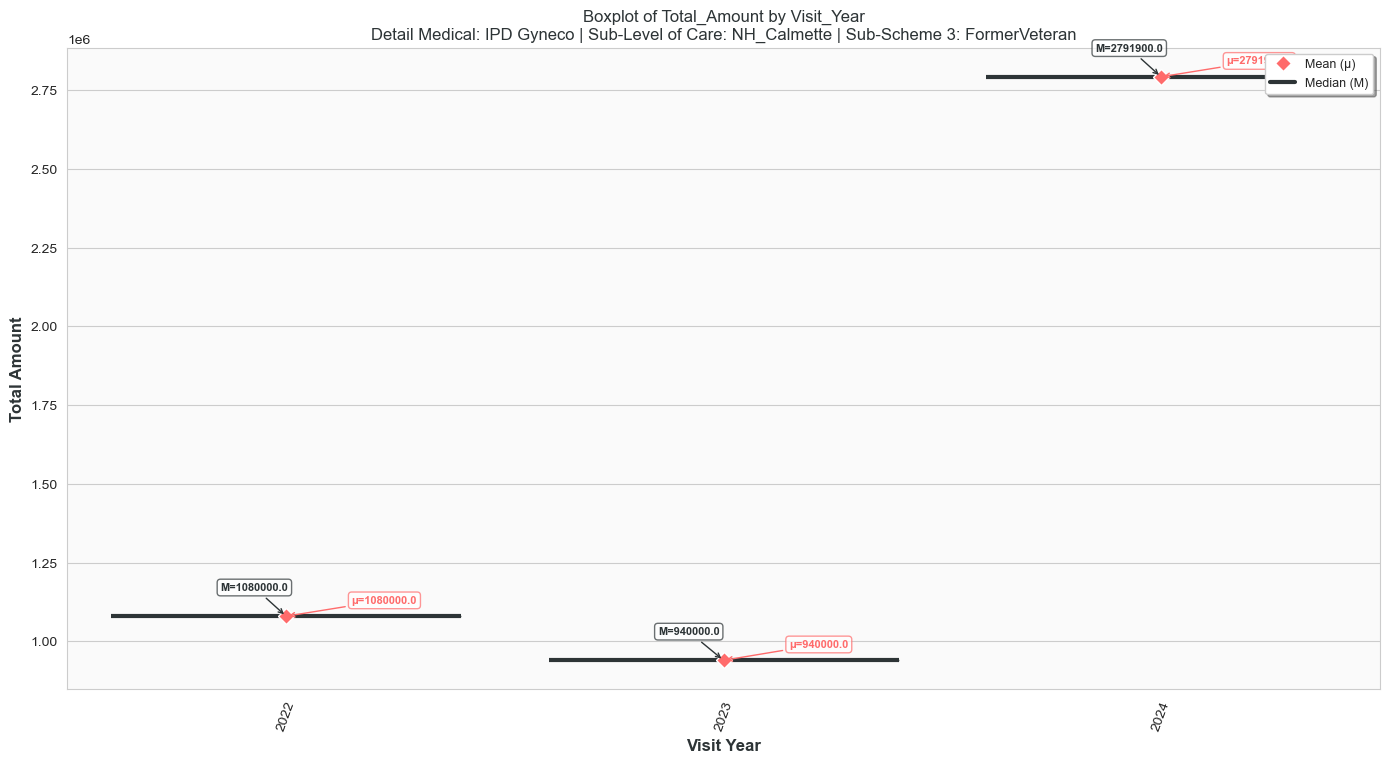 Boxplot of Total_Amount by Visit_Year
Detail Medical: IPD Gyneco | Sub-Level of Care: NH_Calmette | Sub-Scheme 3: FormerVeteran
1e6
M=2791900.0
Mean (μ)
Median (M)
2.75
2.50
2.25
2.00
1.75
1.50
1.25
1.00
Total Amount
M=1080000.0
μ=1080000.0
M=940000.0
μ=940000.0
2022
2023
2024
Visit Year